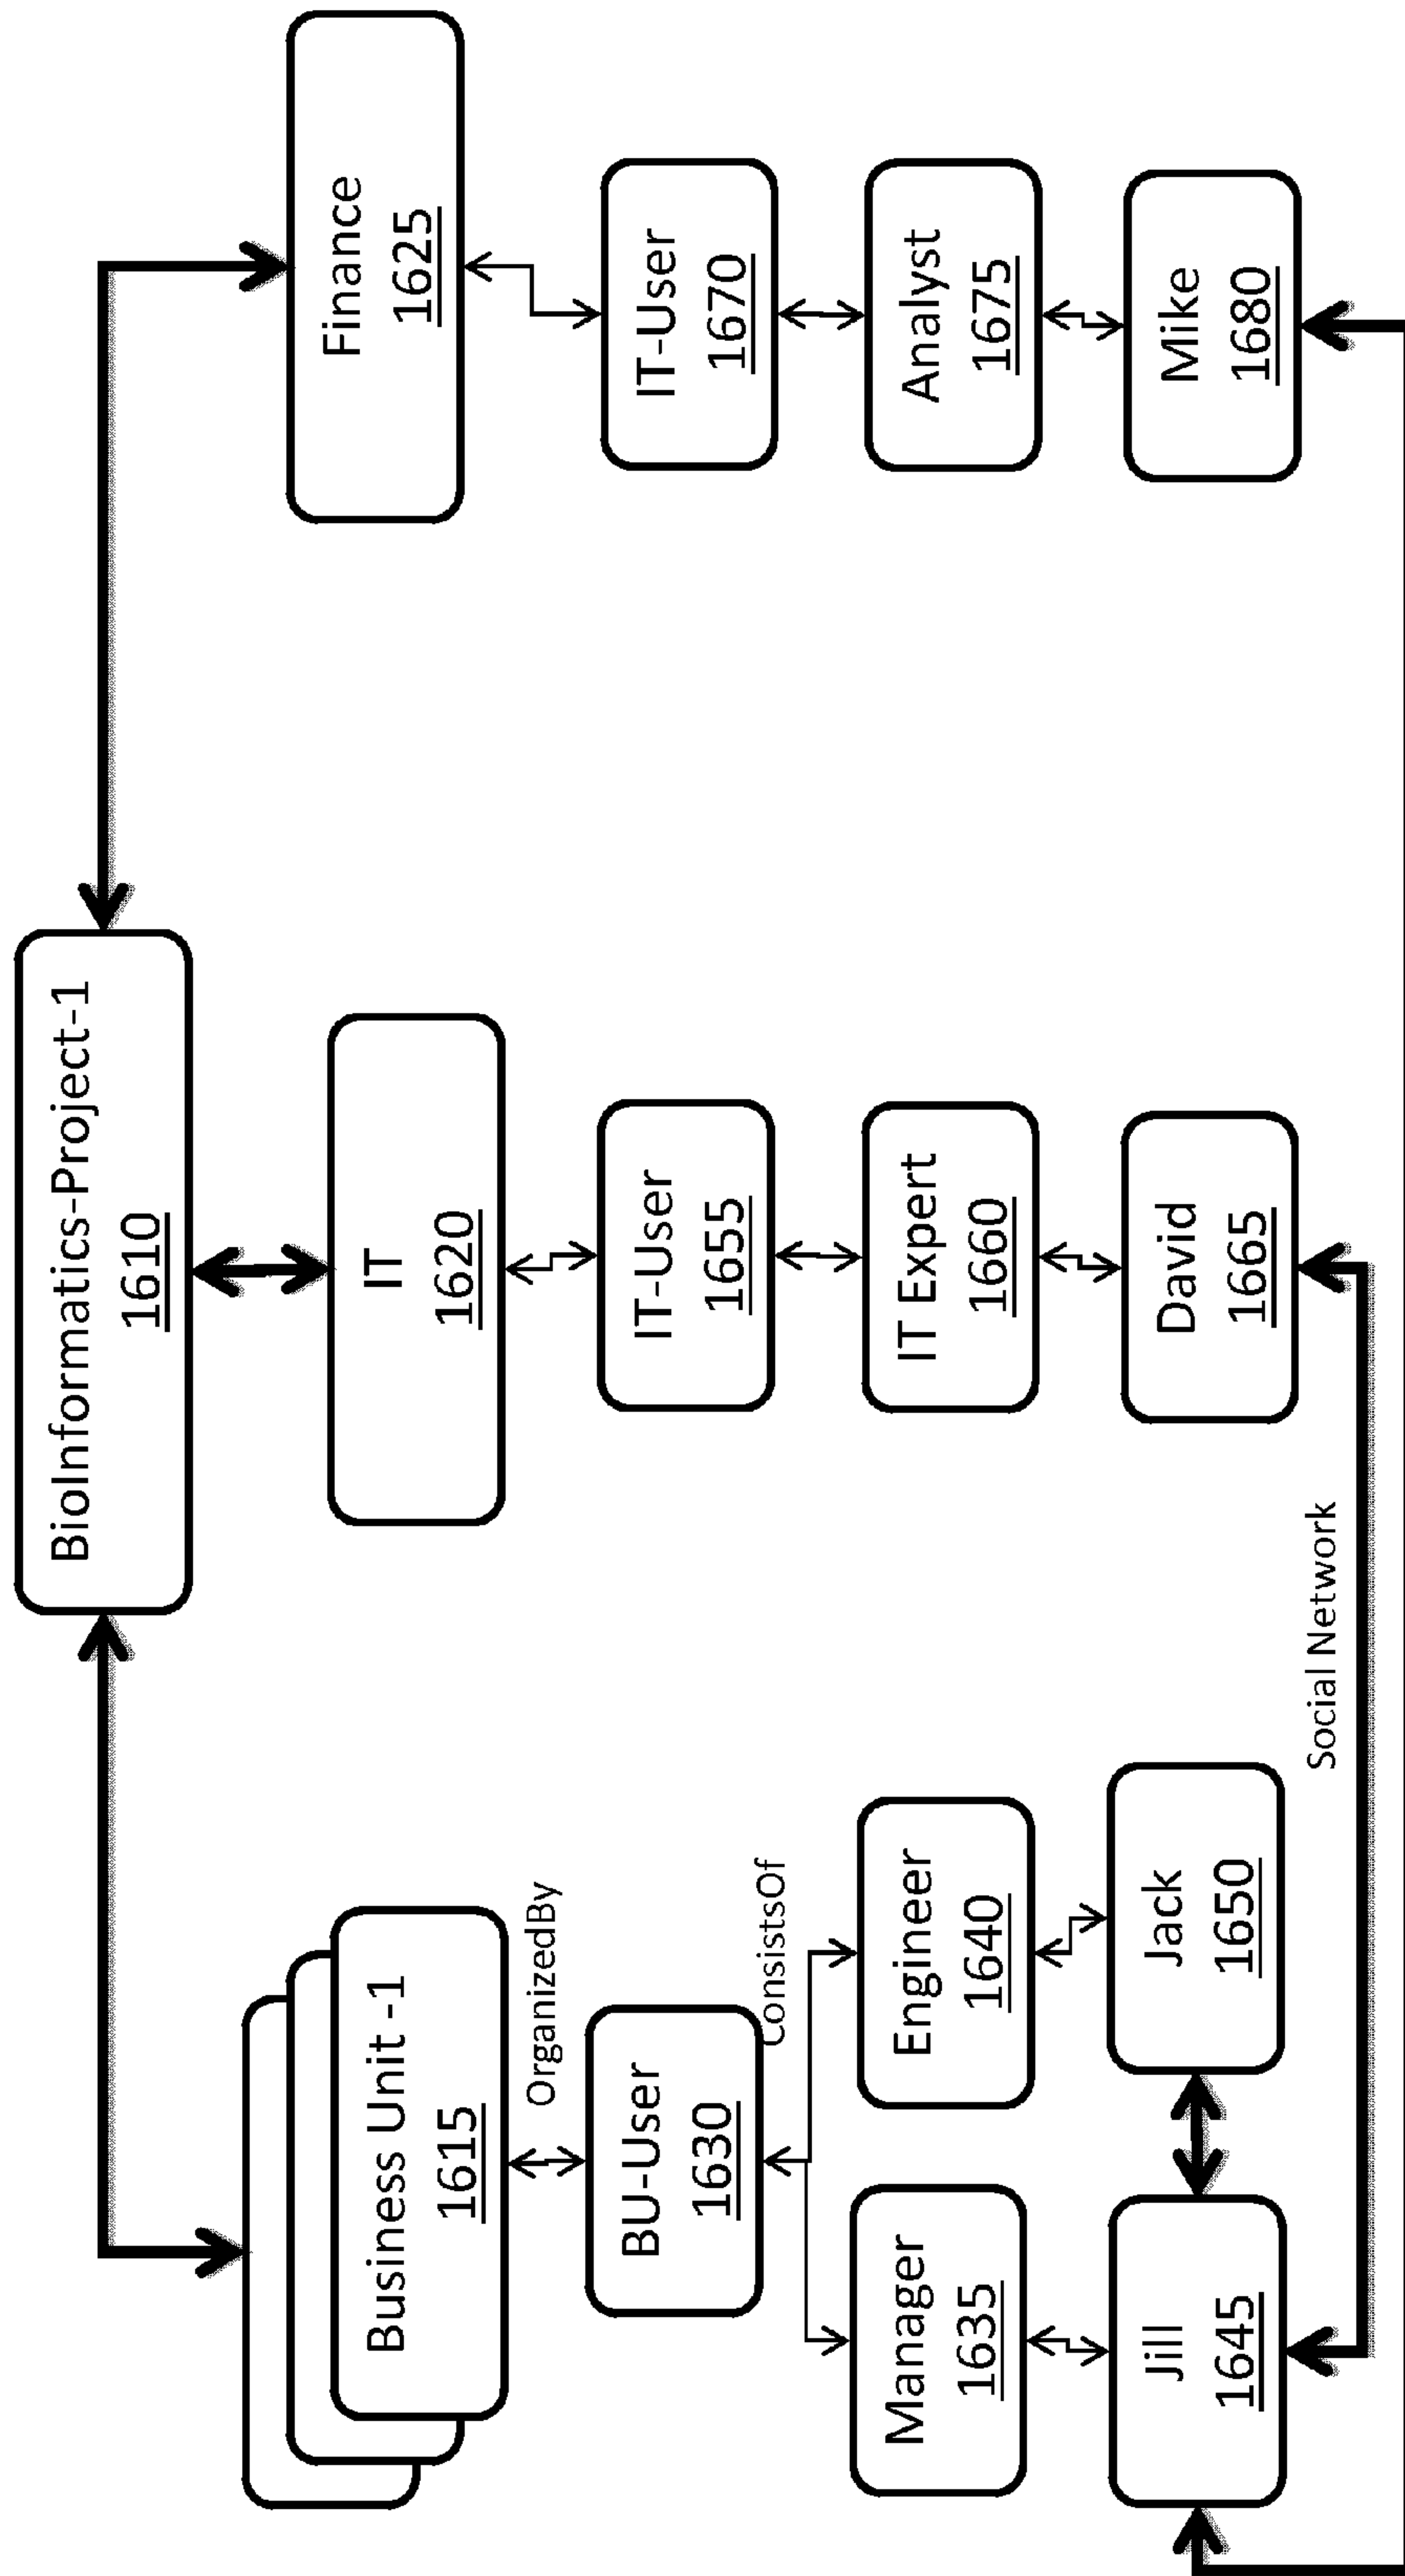 BioInformatics-Project-1
1610
Business Unit -1
1615
IT
1620
Finance
1625
OrganizedBy
BU-User
1630
IT-User
1655
IT-User
1670
ConsistsOf
Manager
1635
Engineer
1640
IT Expert
1660
Analyst
1675
Jill
1645
Jack
1650
David
1665
Mike
1680
Social Network